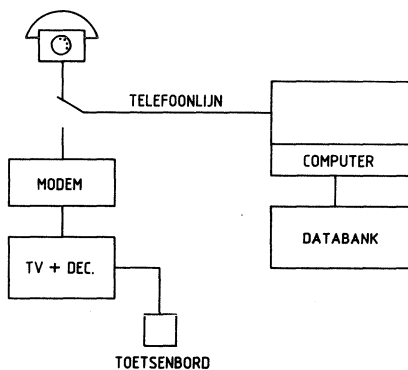 TELEFOONLIJN
COMPUTER
MODEM
DATABANK
TV + DEC.
TOETSENBORD